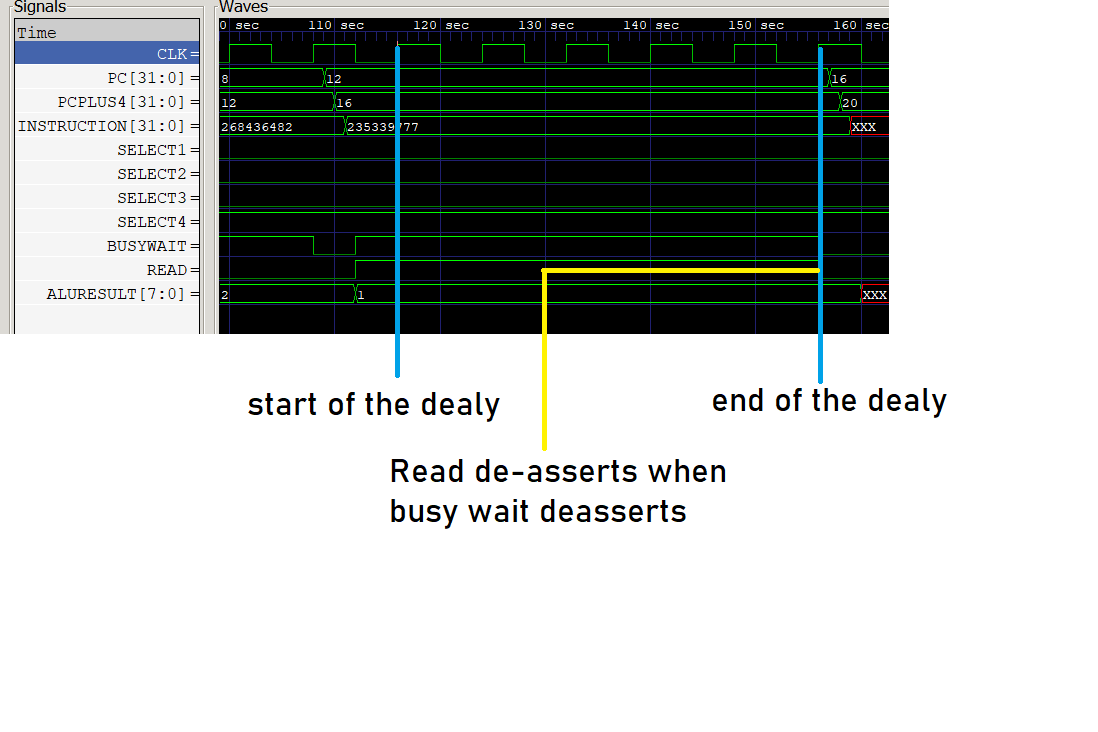 Signals
Waves
Time
0 sec 110 sec 120 sec 130 sec 140 sec 150 sec 160 sec
CLK=
PC[31:0] = 8 12 16
PCPLUS4[31:0] = 12 16 20
INSTRUCTION[31:0] = 268436482 235339777 XXX
SELECT1=
SELECT2=
SELECT3=
SELECT4=
BUSYWAIT=
READ=
ALURESULT[7:0] = 2 1 XXX
start of the dealy
end of the dealy
Read de-asserts when
busy wait deasserts